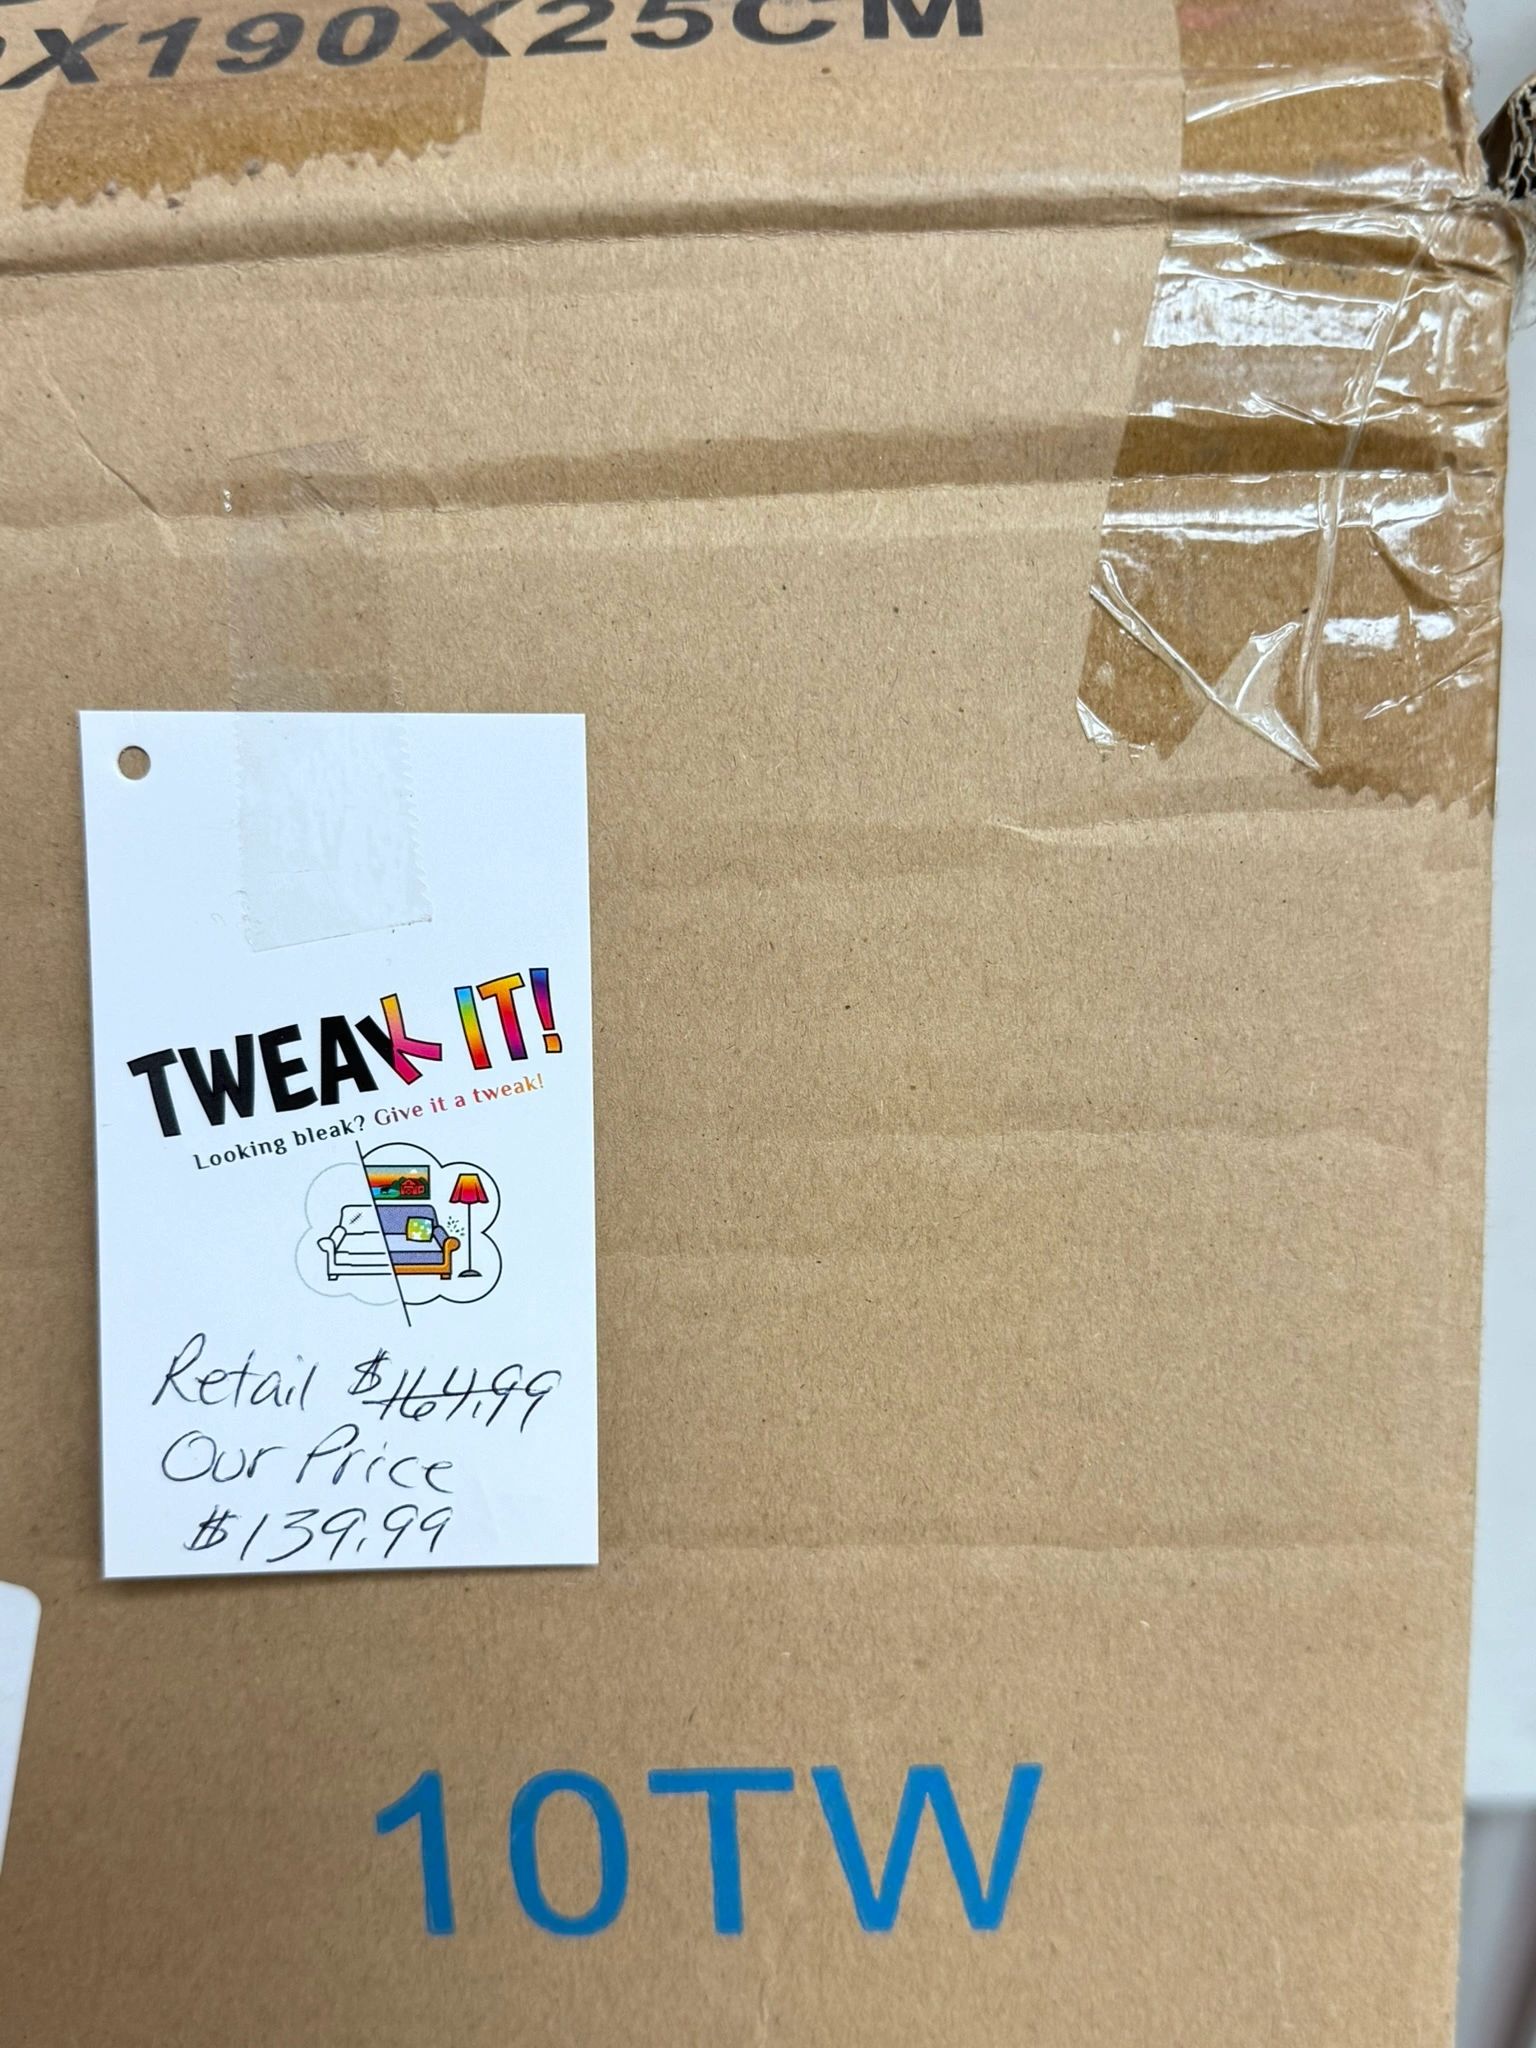 X190X25CM
TWEAK IT!
Looking bleak? Give it a tweak!
Retail $164.99
Our Price
$139.99
10TW